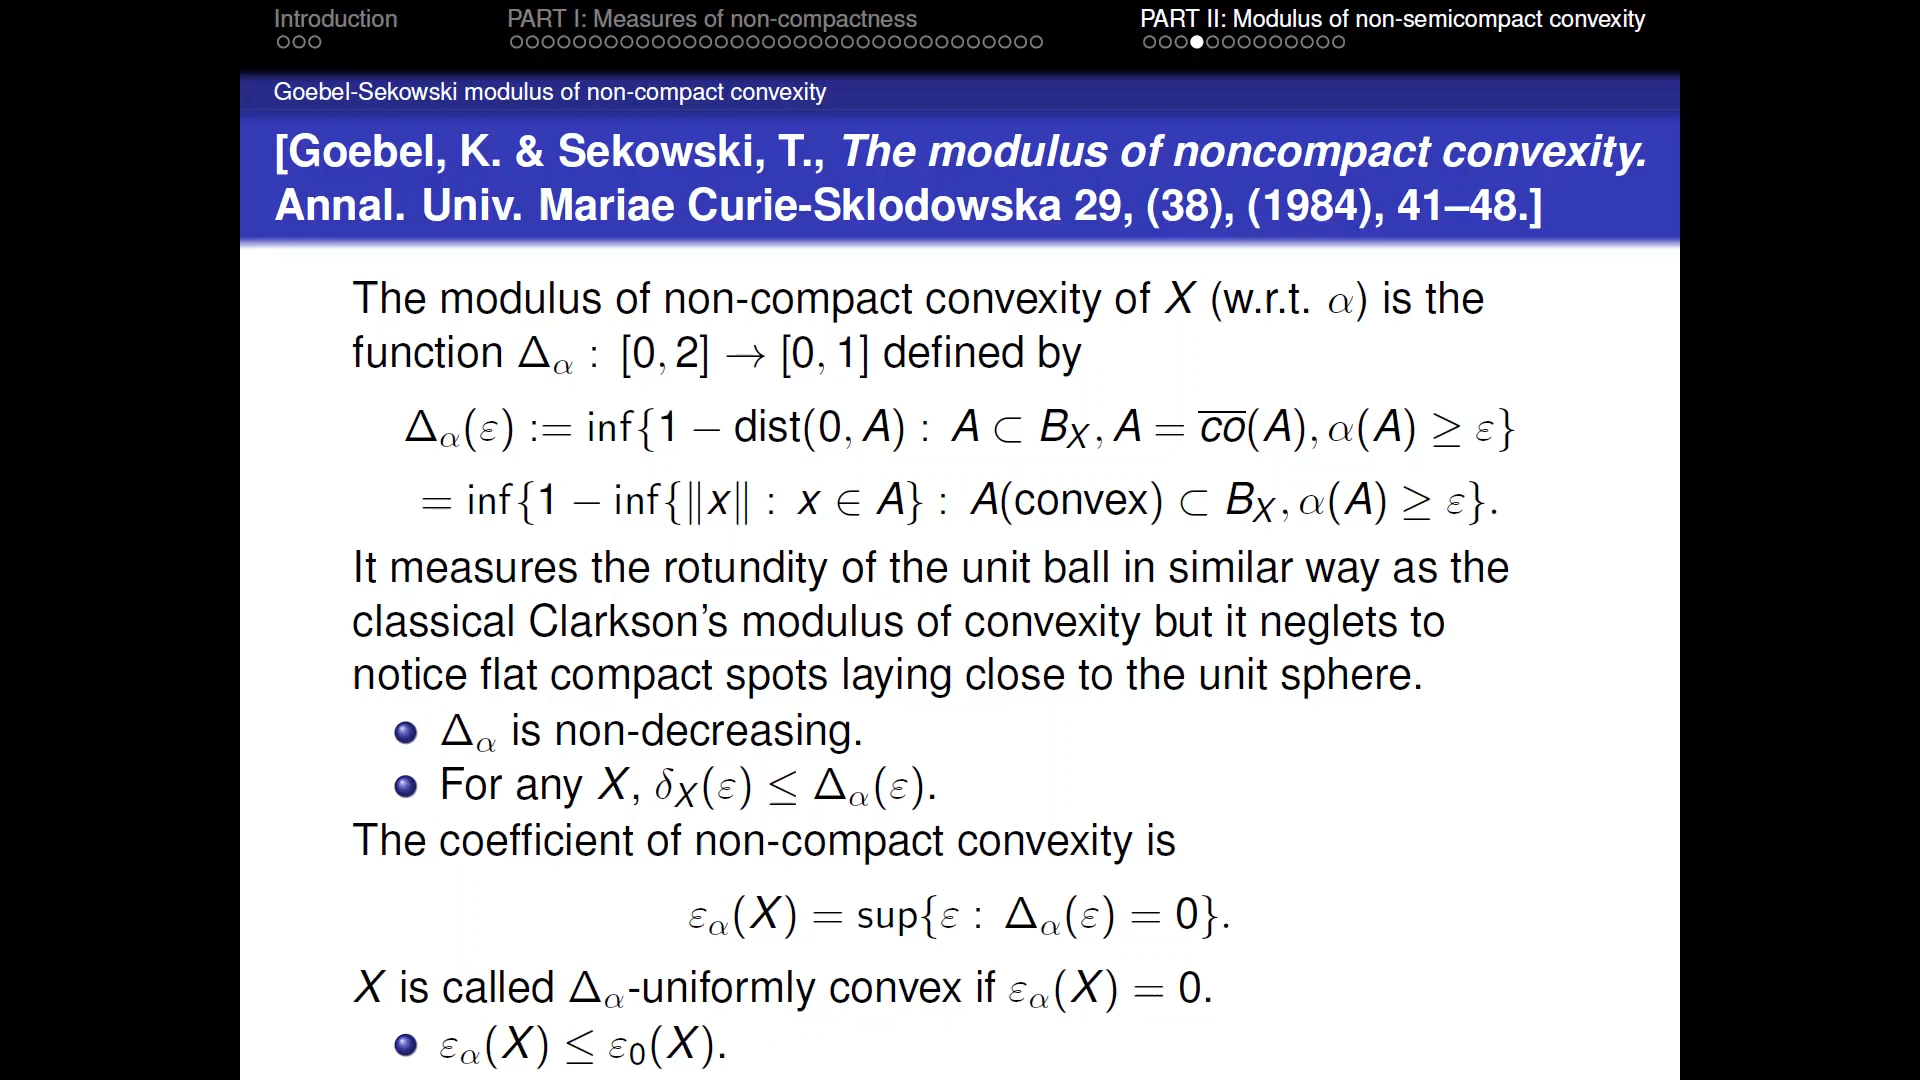 Introduction
PART I: Measures of non-compactness
PART II: Modulus of non-semicompact convexity
Goebel-Sekowski modulus of non-compact convexity
[Goebel, K. & Sekowski, T., The modulus of noncompact convexity.
Annal. Univ. Mariae Curie-Sklodowska 29, (38), (1984), 41–48.]
The modulus of non-compact convexity of X (w.r.t. α) is the
function Δ_α : [0, 2] → [0, 1] defined by
Δ_α(ε) := inf{1 − dist(0, A) : A ⊂ B_X, A = \overline{co}(A), α(A) ≥ ε}
= inf{1 − inf{‖x‖ : x ∈ A} : A(convex) ⊂ B_X, α(A) ≥ ε}.
It measures the rotundity of the unit ball in similar way as the
classical Clarkson's modulus of convexity but it neglets to
notice flat compact spots laying close to the unit sphere.
Δ_α is non-decreasing.
For any X, δ_X(ε) ≤ Δ_α(ε).
The coefficient of non-compact convexity is
ε_α(X) = sup{ε : Δ_α(ε) = 0}.
X is called Δ_α-uniformly convex if ε_α(X) = 0.
ε_α(X) ≤ ε_0(X).